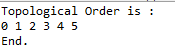 Topological Order is :
0 1 2 3 4 5
End.